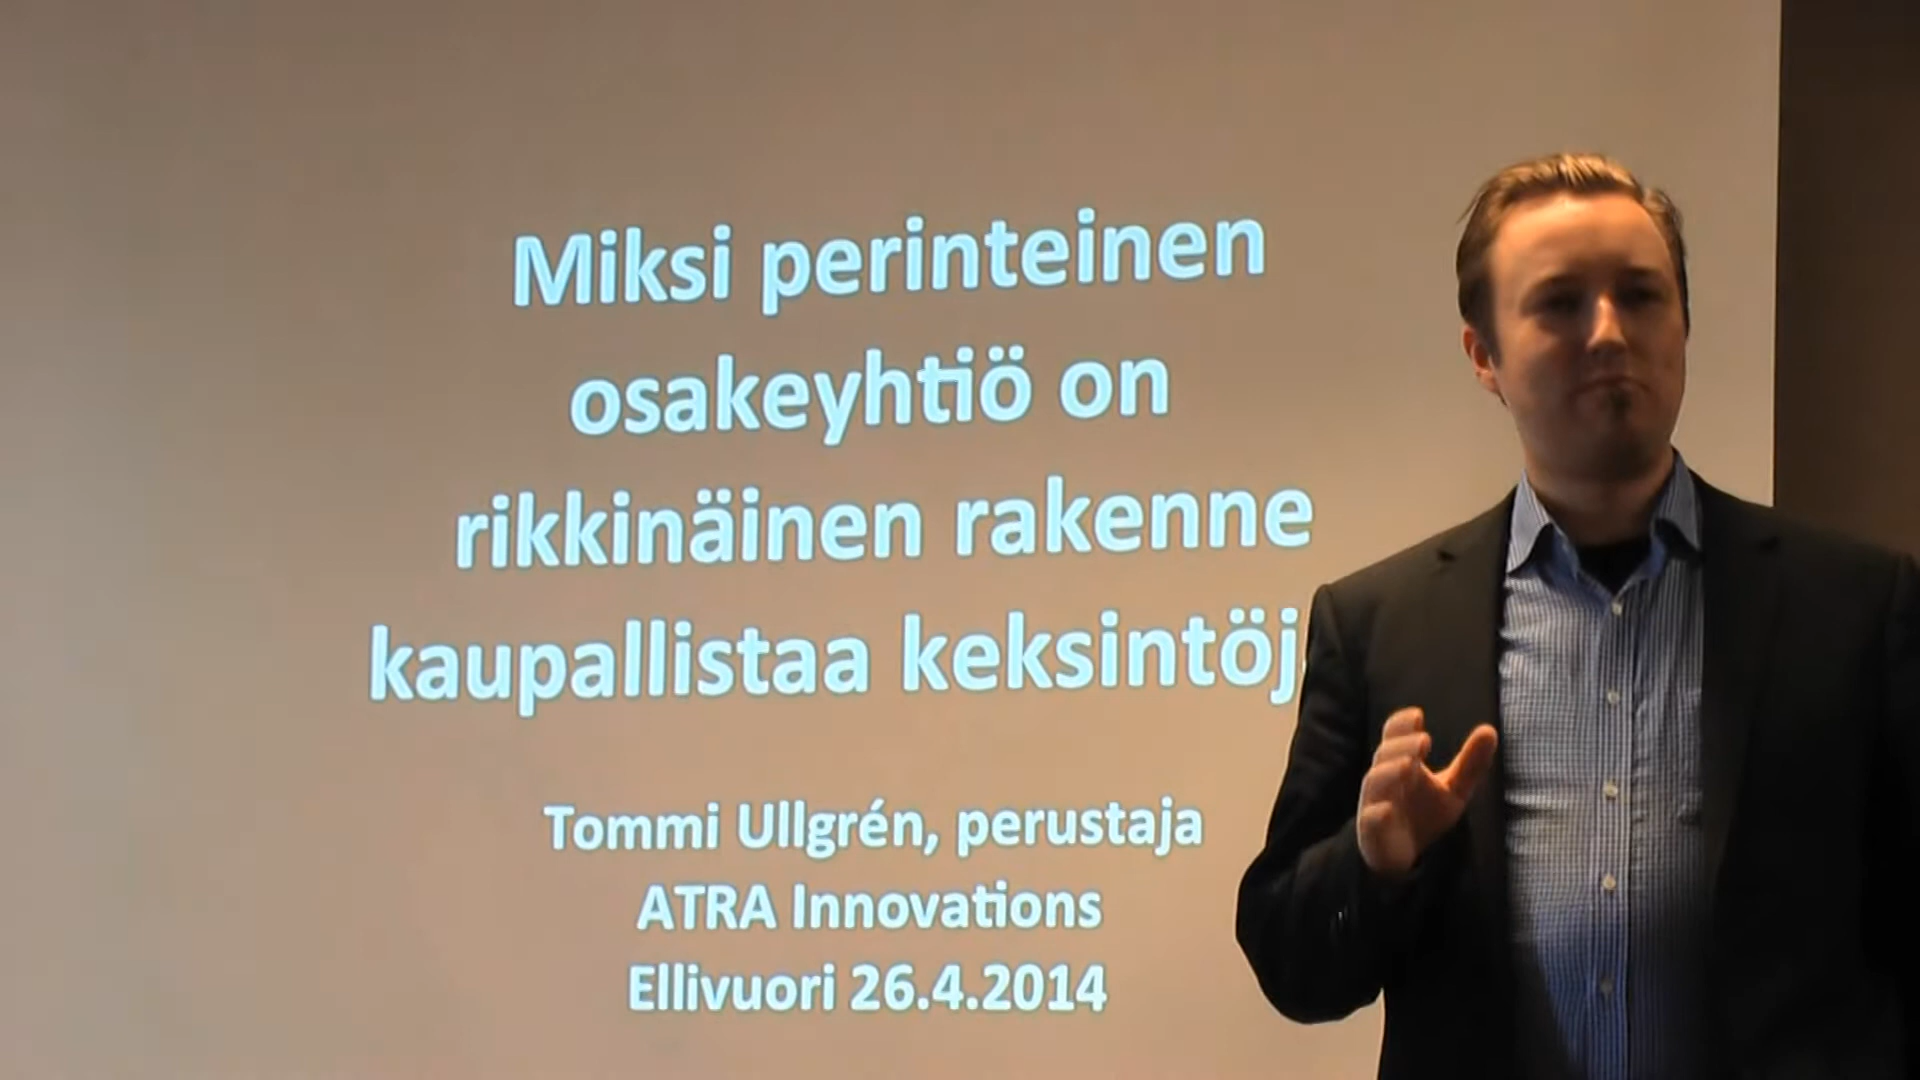 Miksi perinteinen
osakeyhtiö on
rikkinäinen rakenne
kaupallistaa keksintöj
Tommi Ullgrén, perustaja
ATRA Innovations
Ellivuori 26.4.2014